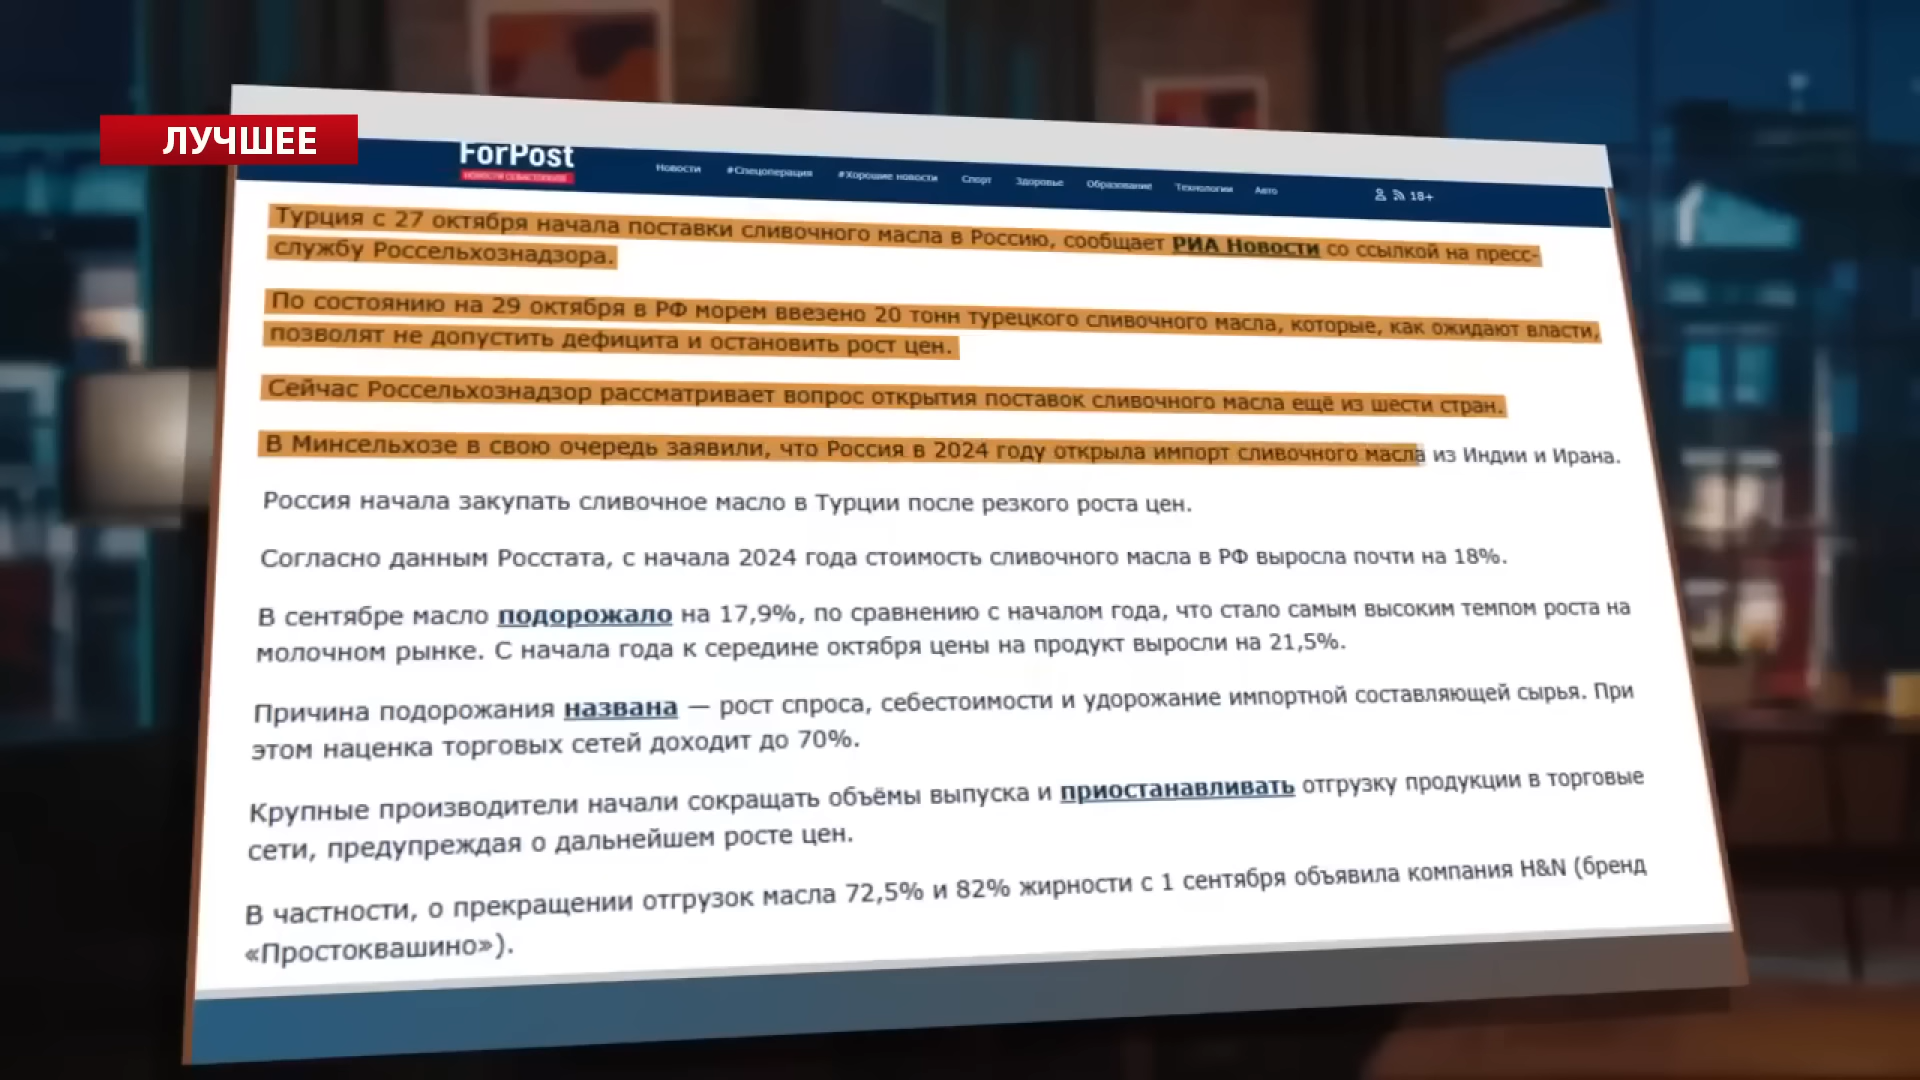 ЛУЧШЕЕ
ForPost
НОВОСТИ СЕВАСТОПОЛЯ
Новости #Спецоперация #Хорошие новости Спорт Здоровье Образование Технологии Авто 18+
Турция с 27 октября начала поставки сливочного масла в Россию, сообщает РИА Новости со ссылкой на пресс-
службу Россельхознадзора.
По состоянию на 29 октября в РФ морем ввезено 20 тонн турецкого сливочного масла, которые, как ожидают власти,
позволят не допустить дефицита и остановить рост цен.
Сейчас Россельхознадзор рассматривает вопрос открытия поставок сливочного масла ещё из шести стран.
В Минсельхозе в свою очередь заявили, что Россия в 2024 году открыла импорт сливочного масла из Индии и Ирана.
Россия начала закупать сливочное масло в Турции после резкого роста цен.
Согласно данным Росстата, с начала 2024 года стоимость сливочного масла в РФ выросла почти на 18%.
В сентябре масло подорожало на 17,9%, по сравнению с началом года, что стало самым высоким темпом роста на
молочном рынке. С начала года к середине октября цены на продукт выросли на 21,5%.
Причина подорожания названа — рост спроса, себестоимости и удорожание импортной составляющей сырья. При
этом наценка торговых сетей доходит до 70%.
Крупные производители начали сокращать объёмы выпуска и приостанавливать отгрузку продукции в торговые
сети, предупреждая о дальнейшем росте цен.
В частности, о прекращении отгрузок масла 72,5% и 82% жирности с 1 сентября объявила компания H&N (бренд
«Простоквашино»).